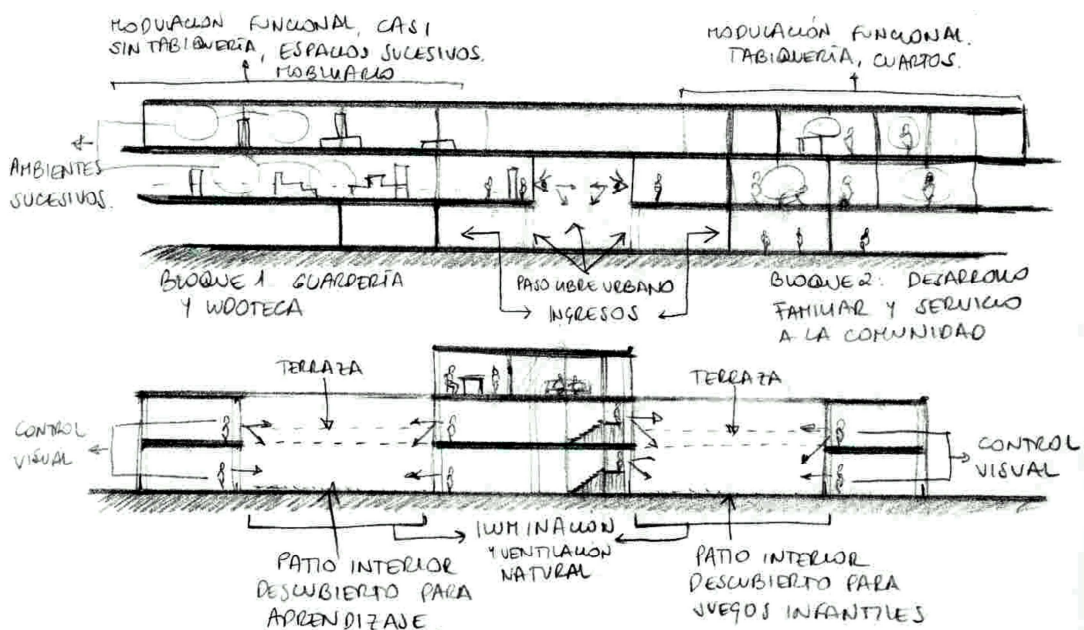 MODULACIÓN FUNCIONAL, CASI
SIN TABIQUERÍA, ESPACIOS SUCESIVOS.
MOBILIARIO
MODULACIÓN FUNCIONAL.
TABIQUERÍA, CUARTOS.
AMBIENTES
SUCESIVOS.
BLOQUE 1. GUARDERÍA
Y LUDOTECA
PASO LIBRE URBANO
INGRESOS
BLOQUE 2: DESARROLLO
FAMILIAR Y SERVICIO
A LA COMUNIDAD
TERRAZA
TERRAZA
CONTROL
VISUAL
CONTROL
VISUAL
ILUMINACIÓN
Y VENTILACIÓN
NATURAL
PATIO INTERIOR
DESCUBIERTO PARA
APRENDIZAJE
PATIO INTERIOR
DESCUBIERTO PARA
JUEGOS INFANTILES